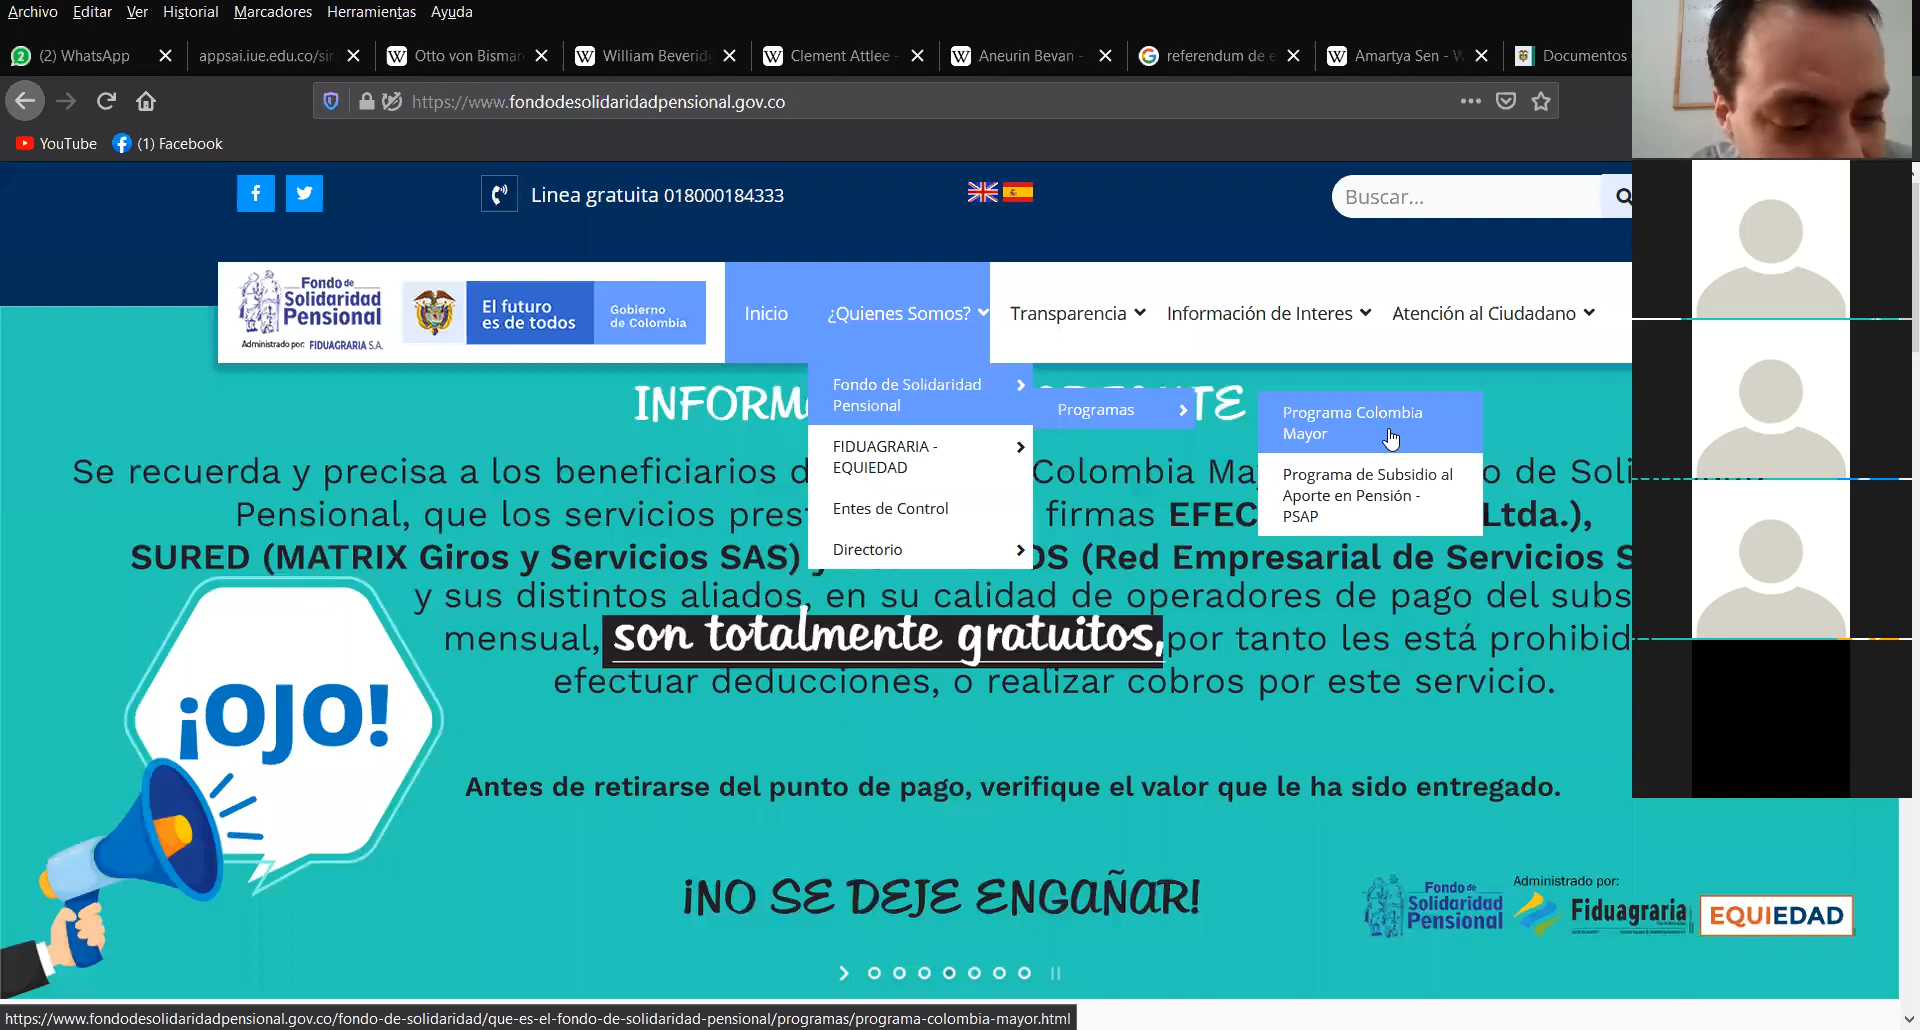 Archivo Editar Ver Historial Marcadores Herramientas Ayuda
(2) WhatsApp
appsai.iue.edu.co/sir
Otto von Bismar
William Beveridg
Clement Attlee -
Aneurin Bevan -
referendum de e
Amartya Sen - W
Documentos
https://www.fondodesolidaridadpensional.gov.co
YouTube (1) Facebook
Linea gratuita 018000184333
Buscar...
Fondo de
Solidaridad
Pensional
Administrado por: FIDUAGRARIA S.A.
El futuro
es de todos
Gobierno
de Colombia
Inicio ¿Quienes Somos? Transparencia Información de Interes Atención al Ciudadano
Fondo de Solidaridad
Pensional
FIDUAGRARIA -
EQUIEDAD
Entes de Control
Directorio
Programas
Programa Colombia
Mayor
Programa de Subsidio al
Aporte en Pensión -
PSAP
INFORM TE
Se recuerda y precisa a los beneficiarios d Colombia Ma o de Soli
Pensional, que los servicios prest firmas EFEC Ltda.),
SURED (MATRIX Giros y Servicios SAS) y OS (Red Empresarial de Servicios S
y sus distintos aliados, en su calidad de operadores de pago del subs
mensual, son totalmente gratuitos, por tanto les está prohibid
efectuar deducciones, o realizar cobros por este servicio.
¡OJO!
Antes de retirarse del punto de pago, verifique el valor que le ha sido entregado.
¡NO SE DEJE ENGAÑAR!
Fondo de
Solidaridad
Pensional
Administrado por:
Fiduagraria
EQUIEDAD
https://www.fondodesolidaridadpensional.gov.co/fondo-de-solidaridad/que-es-el-fondo-de-solidaridad-pensional/programas/programa-colombia-mayor.html